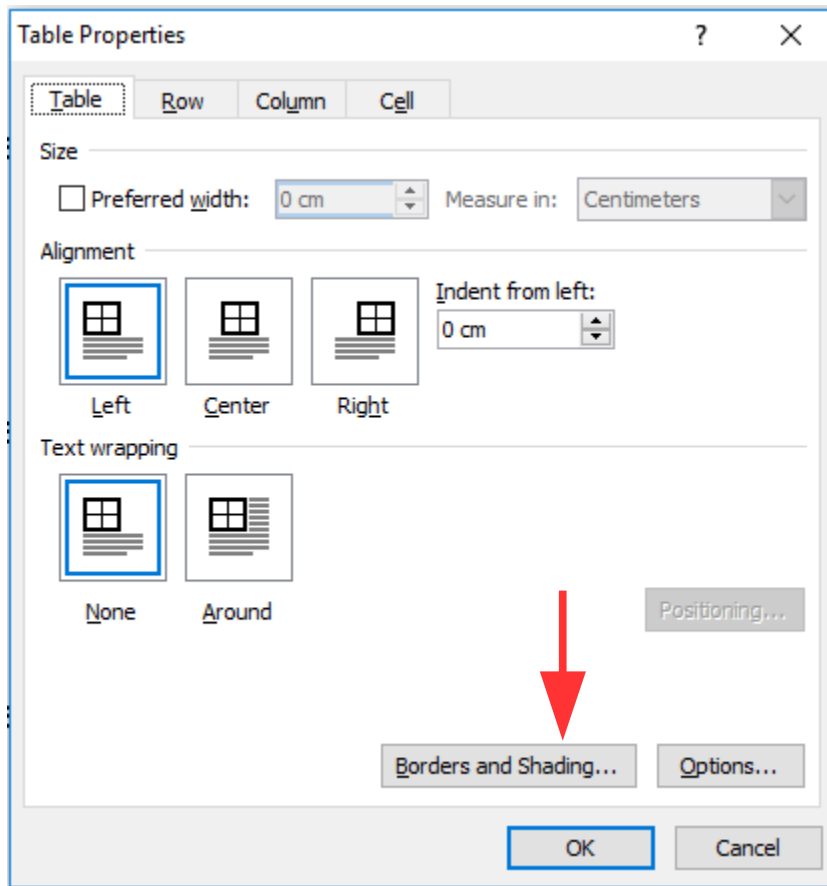 Table Properties ?
Table Row Column Cell
Size
Preferred width: 0 cm Measure in: Centimeters
Alignment
Indent from left:
0 cm
Left Center Right
Text wrapping
None Around
Positioning...
Borders and Shading... Options...
OK Cancel